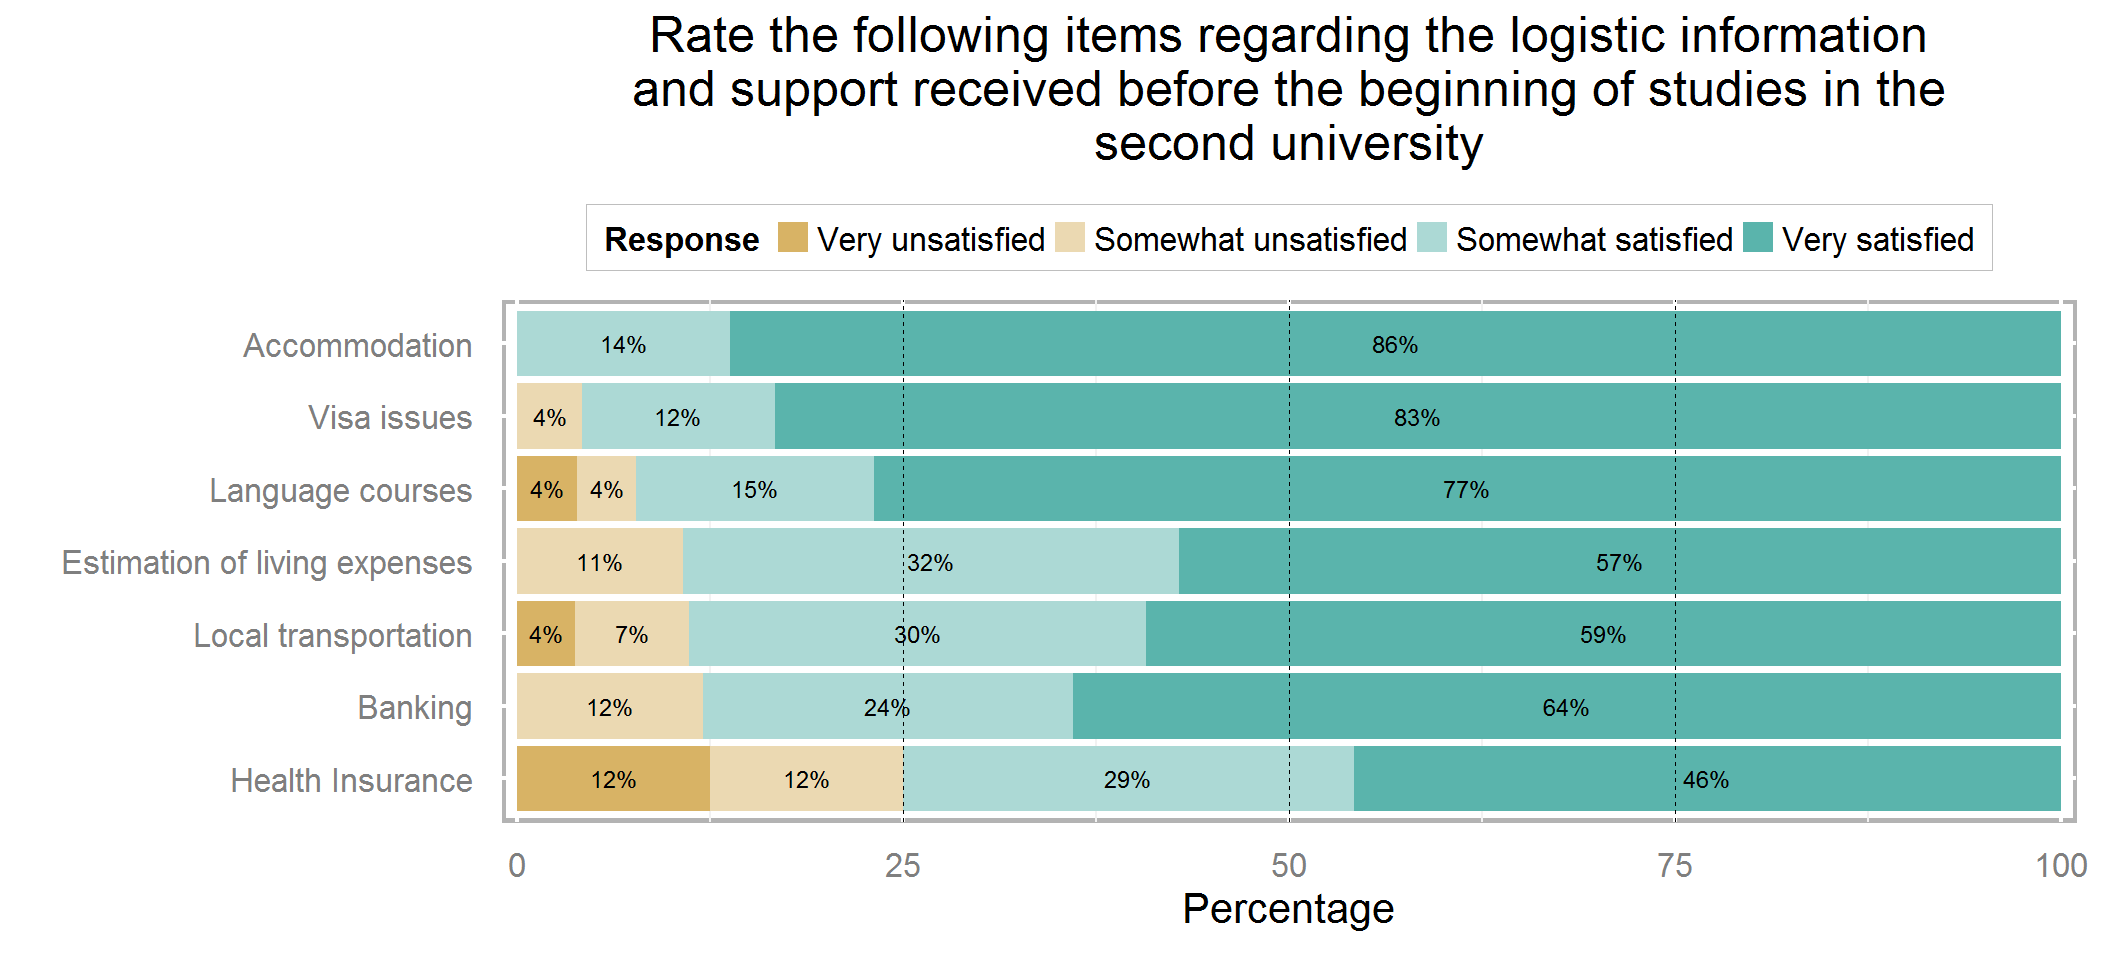 Rate the following items regarding the logistic information
and support received before the beginning of studies in the
second university
Response Very unsatisfied Somewhat unsatisfied Somewhat satisfied Very satisfied
Accommodation 14% 86%
Visa issues 4% 12% 83%
Language courses 4% 4% 15% 77%
Estimation of living expenses 11% 32% 57%
Local transportation 4% 7% 30% 59%
Banking 12% 24% 64%
Health Insurance 12% 12% 29% 46%
0 25 50 75 100
Percentage